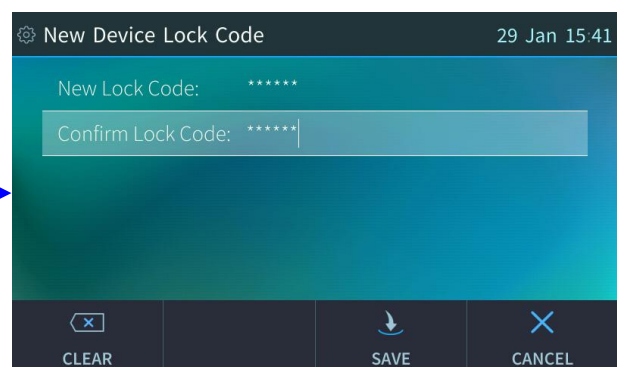 New Device Lock Code 29 Jan 15:41
New Lock Code: ******
Confirm Lock Code: ******
CLEAR SAVE CANCEL